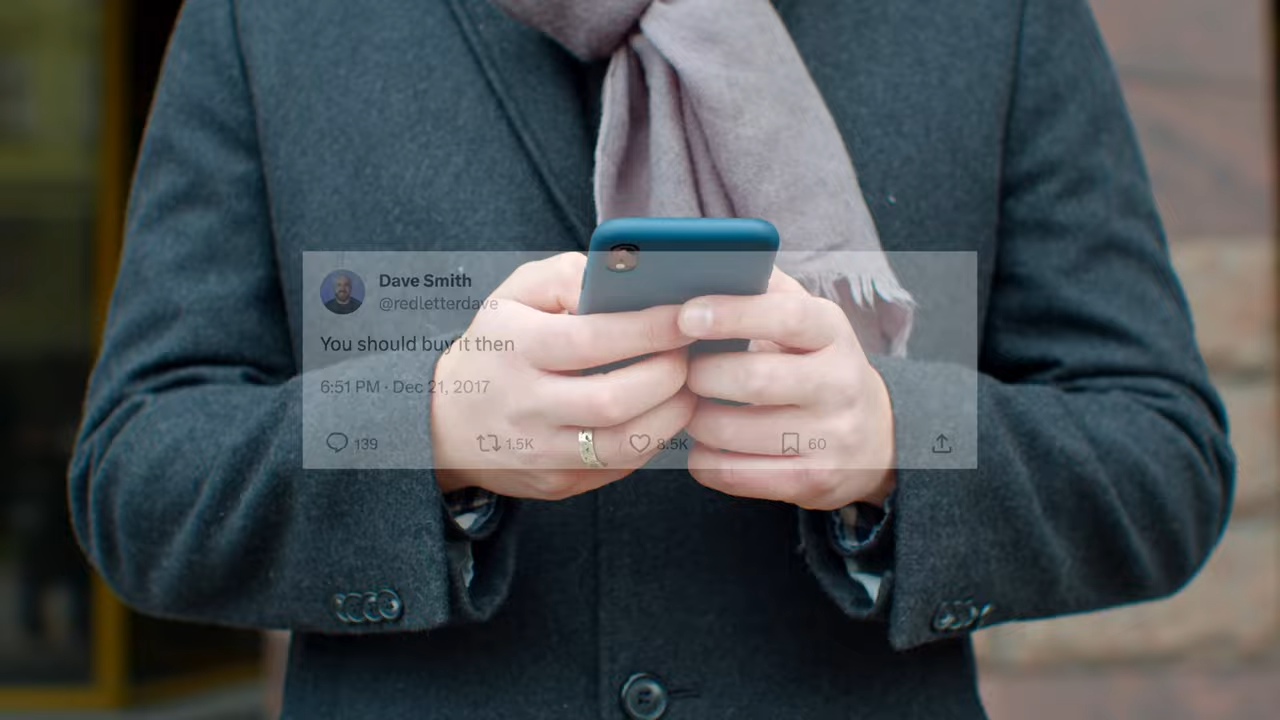 Dave Smith
@redletterdave
You should buy it then
6:51 PM · Dec 21, 2017
139 1.5K 8.5K 60